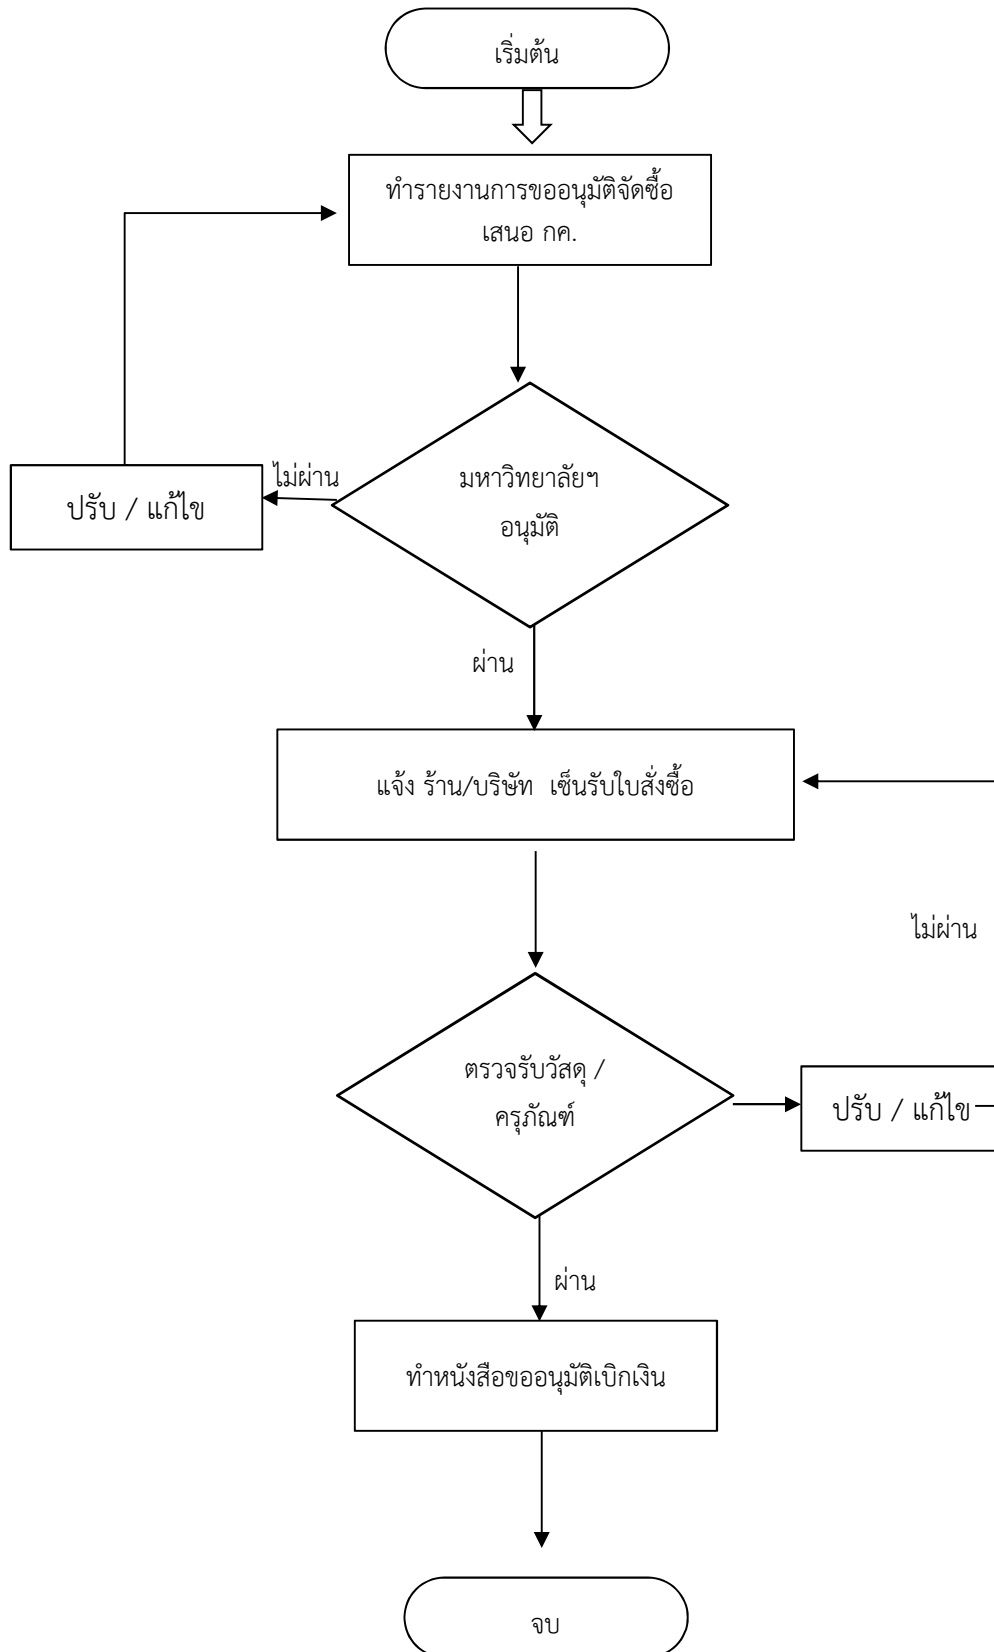 เริ่มต้น
ทำรายงานการขออนุมัติจัดซื้อ
เสนอ กค.
มหาวิทยาลัยฯ
อนุมัติ
ไม่ผ่าน
ปรับ / แก้ไข
ผ่าน
แจ้ง ร้าน/บริษัท เซ็นรับใบสั่งซื้อ
ไม่ผ่าน
ตรวจรับวัสดุ /
ครุภัณฑ์
ปรับ / แก้ไข
ผ่าน
ทำหนังสือขออนุมัติเบิกเงิน
จบ